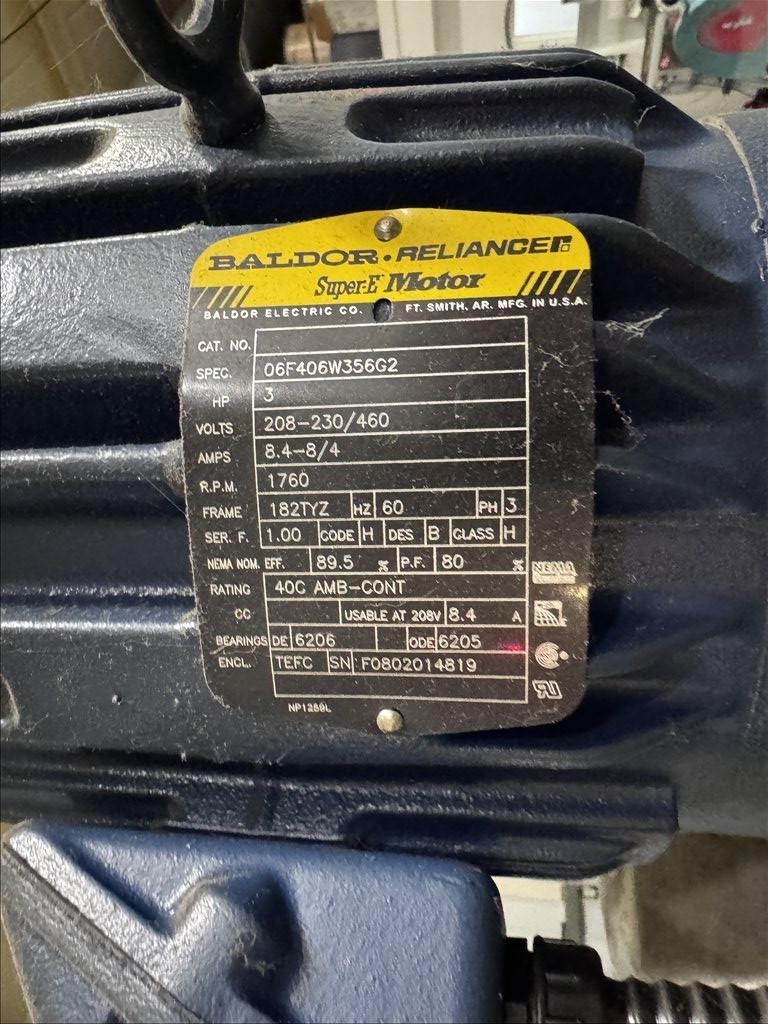 BALDOR • RELIANCER
Super-E Motor
BALDOR ELECTRIC CO. FT. SMITH, AR. MFG. IN U.S.A.
CAT. NO.
SPEC. 06F406W356G2
HP 3
VOLTS 208-230/460
AMPS 8.4-8/4
R.P.M. 1760
FRAME 182TYZ HZ 60 PH 3
SER. F. 1.00 CODE H DES B CLASS H
NEMA NOM. EFF. 89.5 % P.F. 80 %
NEMA
RATING 40C AMB-CONT
CC USABLE AT 208V 8.4 A
BEARINGS DE 6206 ODE 6205
ENCL. TEFC SN F0802014819
NP1259L